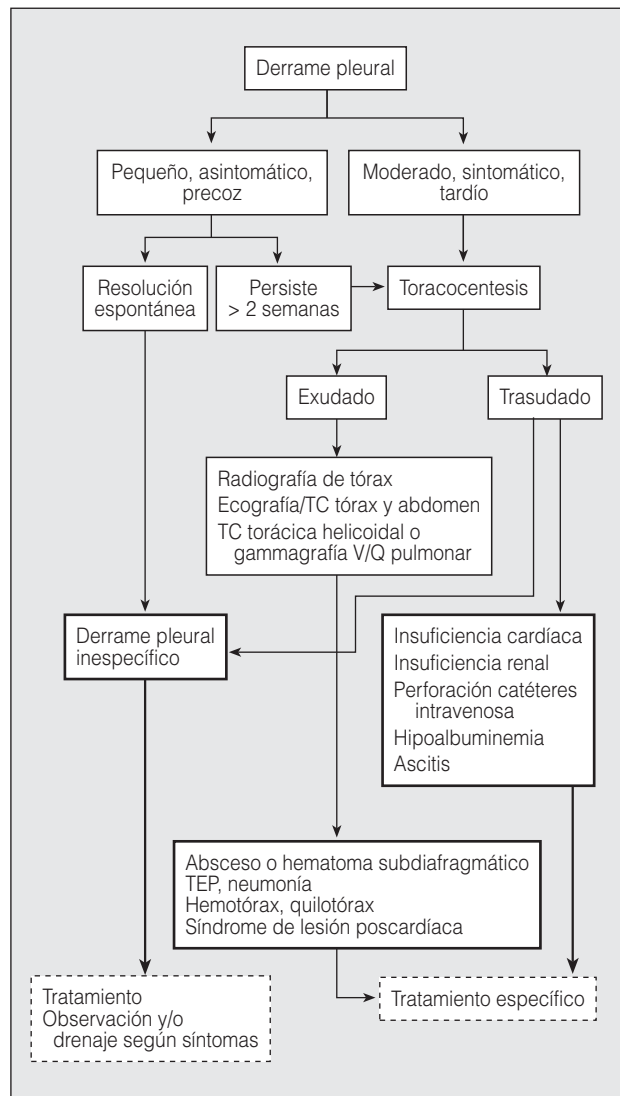 Derrame pleural
Pequeño, asintomático,
precoz
Moderado, sintomático,
tardío
Resolución
espontánea
Persiste
> 2 semanas
Toracocentesis
Exudado
Trasudado
Radiografía de tórax
Ecografía/TC tórax y abdomen
TC torácica helicoidal o
gammagrafía V/Q pulmonar
Derrame pleural
inespecífico
Insuficiencia cardíaca
Insuficiencia renal
Perforación catéteres
intravenosa
Hipoalbuminemia
Ascitis
Absceso o hematoma subdiafragmático
TEP, neumonía
Hemotórax, quilotórax
Síndrome de lesión poscardíaca
Tratamiento
Observación y/o
drenaje según síntomas
Tratamiento específico